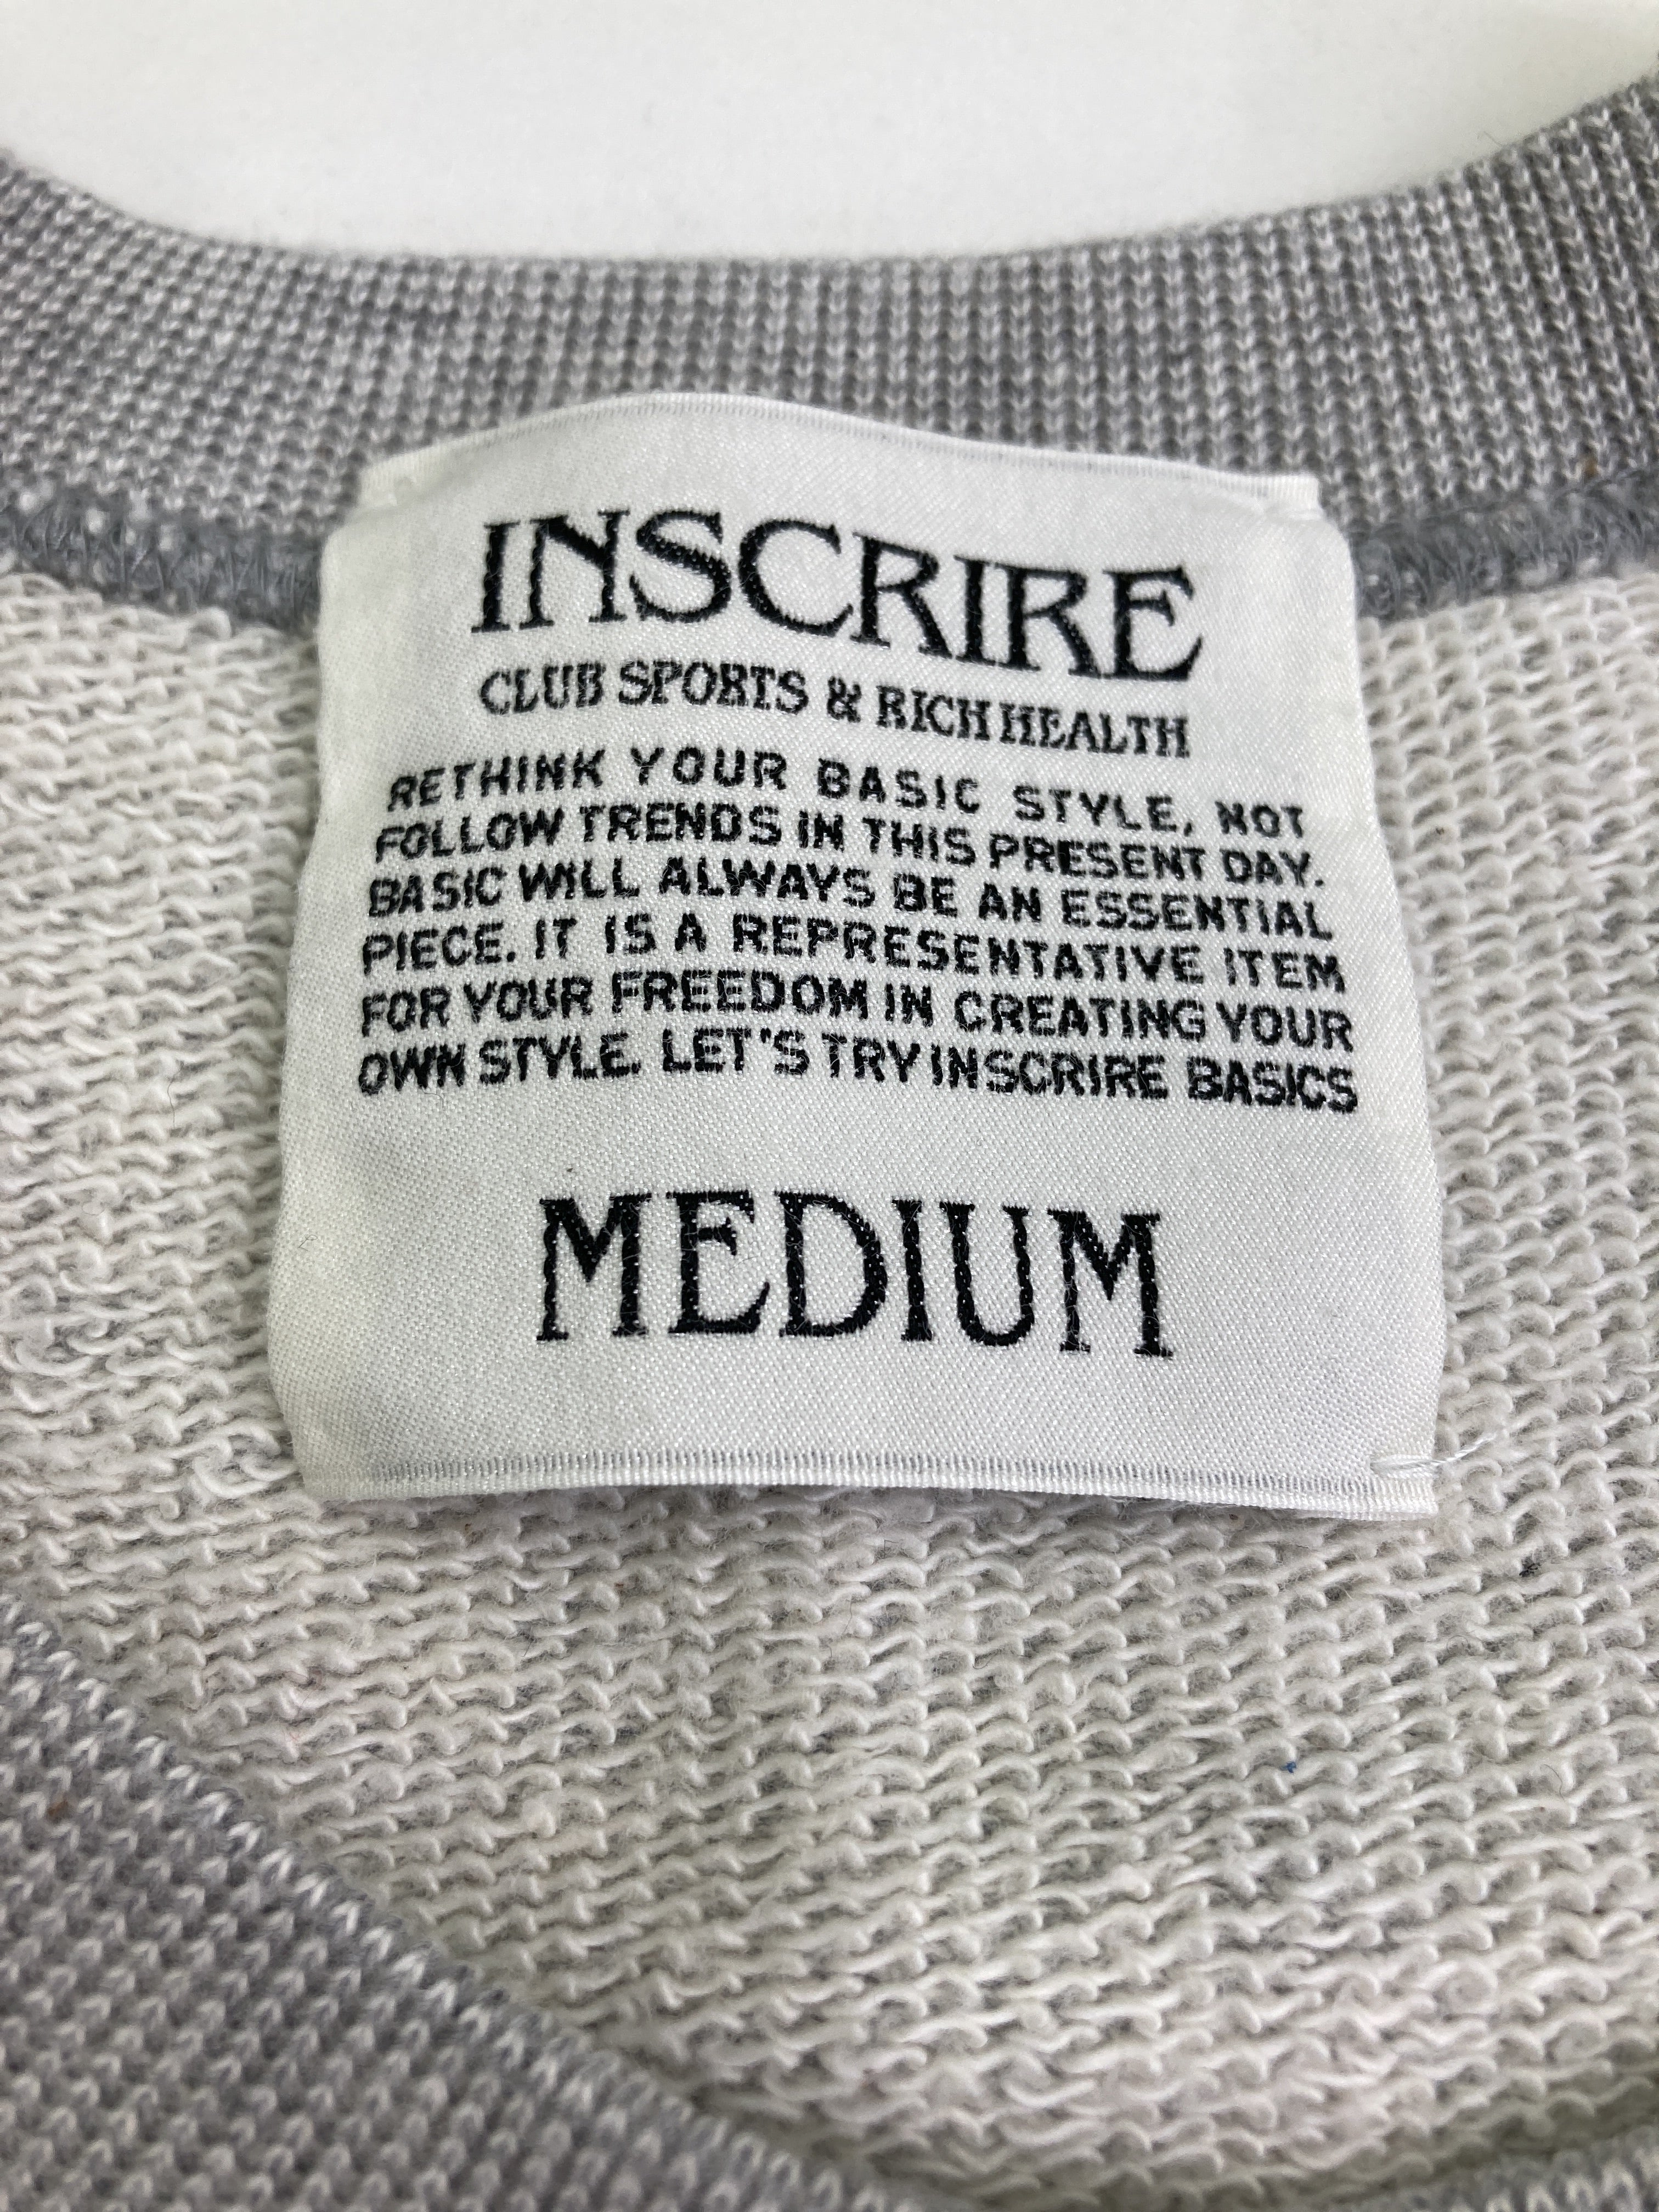 INSCRIRE
CLUB SPORTS & RICH HEALTH
RETHINK YOUR BASIC STYLE, NOT
FOLLOW TRENDS IN THIS PRESENT DAY.
BASIC WILL ALWAYS BE AN ESSENTIAL
PIECE. IT IS A REPRESENTATIVE ITEM
FOR YOUR FREEDOM IN CREATING YOUR
OWN STYLE. LET'S TRY INSCRIRE BASICS
MEDIUM